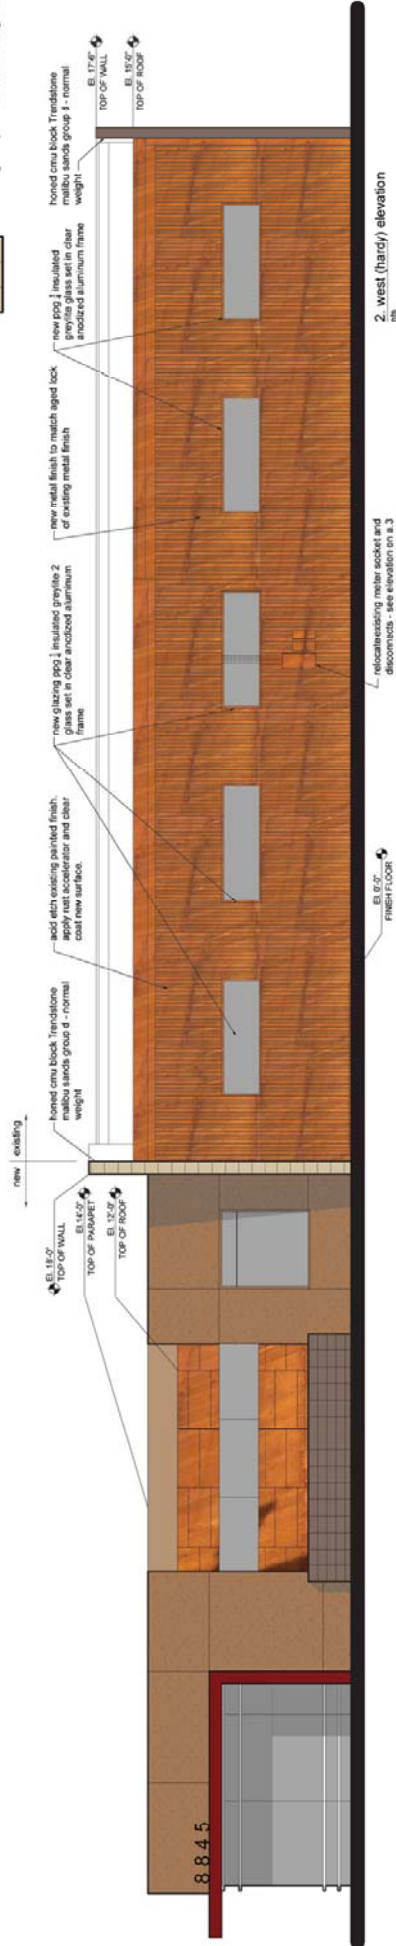 new
existing
EL 18'-0"
TOP OF WALL
EL 14'-0"
TOP OF PARAPET
EL 12'-0"
TOP OF ROOF
honed cmu block Trendstone
malibu sands group - normal
weight
acid etch existing painted finish.
apply rust accelerator and clear
coat new surface.
new glazing ppg insulated greylite 2
glass set in clear anodized aluminum
frame
new metal finish to match aged look
of existing metal finish
new ppg insulated
greylite glass set in clear
anodized aluminum frame
honed cmu block Trendstone
malibu sands group - normal
weight
EL 17'-6"
TOP OF WALL
EL 15'-0"
TOP OF ROOF
8 8 4 5
EL 0'-0"
FINISH FLOOR
relocateexisting meter socket and
disconnects - see elevation on a.3
2. west (hardy) elevation
nts